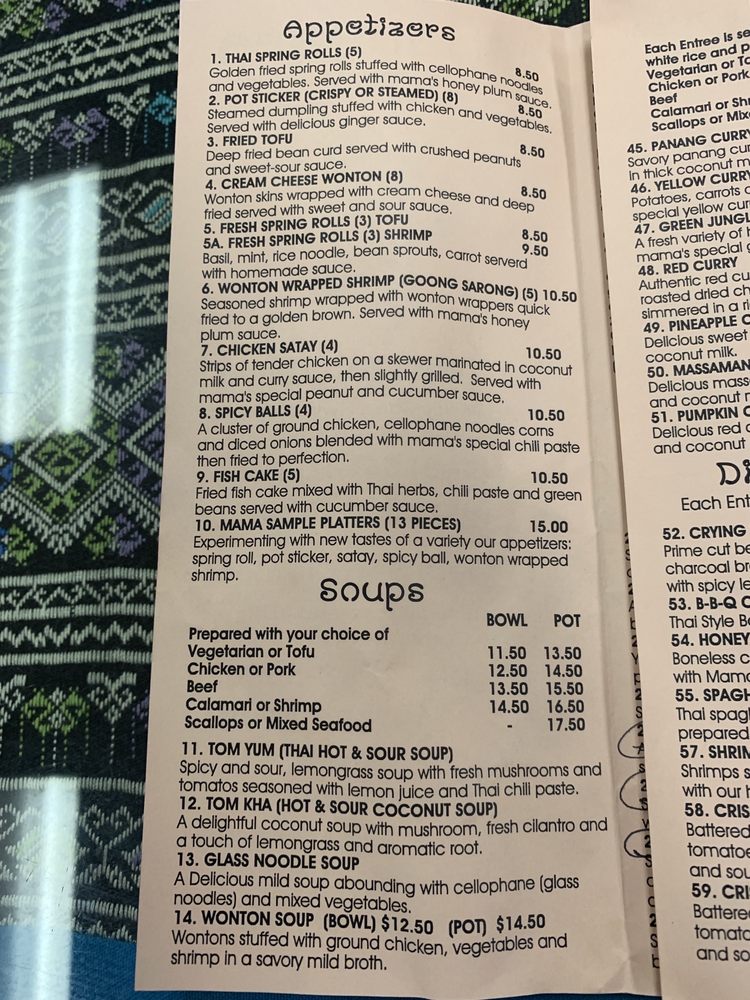 Appetizers
1. THAI SPRING ROLLS (5) 8.50
Golden fried spring rolls stuffed with cellophane noodles
and vegetables. Served with mama's honey plum sauce.
2. POT STICKER (CRISPY OR STEAMED) (8) 8.50
Steamed dumpling stuffed with chicken and vegetables.
Served with delicious ginger sauce.
3. FRIED TOFU 8.50
Deep fried bean curd served with crushed peanuts
and sweet-sour sauce.
4. CREAM CHEESE WONTON (8) 8.50
Wonton skins wrapped with cream cheese and deep
fried served with sweet and sour sauce.
5. FRESH SPRING ROLLS (3) TOFU 8.50
5A. FRESH SPRING ROLLS (3) SHRIMP 9.50
Basil, mint, rice noodle, bean sprouts, carrot serverd
with homemade sauce.
6. WONTON WRAPPED SHRIMP (GOONG SARONG) (5) 10.50
Seasoned shrimp wrapped with wonton wrappers quick
fried to a golden brown. Served with mama's honey
plum sauce.
7. CHICKEN SATAY (4) 10.50
Strips of tender chicken on a skewer marinated in coconut
milk and curry sauce, then slightly grilled. Served with
mama's special peanut and cucumber sauce.
8. SPICY BALLS (4) 10.50
A cluster of ground chicken, cellophane noodles corns
and diced onions blended with mama's special chili paste
then fried to perfection.
9. FISH CAKE (5) 10.50
Fried fish cake mixed with Thai herbs, chili paste and green
beans served with cucumber sauce.
10. MAMA SAMPLE PLATTERS (13 PIECES) 15.00
Experimenting with new tastes of a variety our appetizers:
spring roll, pot sticker, satay, spicy ball, wonton wrapped
shrimp.
Soups
BOWL POT
Prepared with your choice of
Vegetarian or Tofu 11.50 13.50
Chicken or Pork 12.50 14.50
Beef 13.50 15.50
Calamari or Shrimp 14.50 16.50
Scallops or Mixed Seafood - 17.50
11. TOM YUM (THAI HOT & SOUR SOUP)
Spicy and sour, lemongrass soup with fresh mushrooms and
tomatos seasoned with lemon juice and Thai chili paste.
12. TOM KHA (HOT & SOUR COCONUT SOUP)
A delightful coconut soup with mushroom, fresh cilantro and
a touch of lemongrass and aromatic root.
13. GLASS NOODLE SOUP
A Delicious mild soup abounding with cellophane (glass
noodles) and mixed vegetables.
14. WONTON SOUP (BOWL) $12.50 (POT) $14.50
Wontons stuffed with ground chicken, vegetables and
shrimp in a savory mild broth.
Each Entree is se
white rice and p
Vegetarian or To
Chicken or Pork
Beef
Calamari or Sh
Scallops or Mix
45. PANANG CURRY
Savory panang cur
in thick coconut m
46. YELLOW CURRY
Potatoes, carrots
special yellow cur
47. GREEN JUNGL
A fresh variety of
mama's special
48. RED CURRY
Authentic red cu
roasted dried ch
simmered in a ri
49. PINEAPPLE C
Delicious sweet
coconut milk.
50. MASSAMAN
Delicious mass
and coconut
51. PUMPKIN C
Delicious red
and coconut
Di
Each Ent
52. CRYING
Prime cut be
charcoal br
with spicy le
53. B-B-Q C
Thai Style B
54. HONEY
Boneless c
with Mama
55. SPAGH
Thai spag
prepared
57. SHRIM
Shrimps s
with our h
58. CRIS
Battered
tomatoe
and sou
59. CRI
Battere
tomato
and so